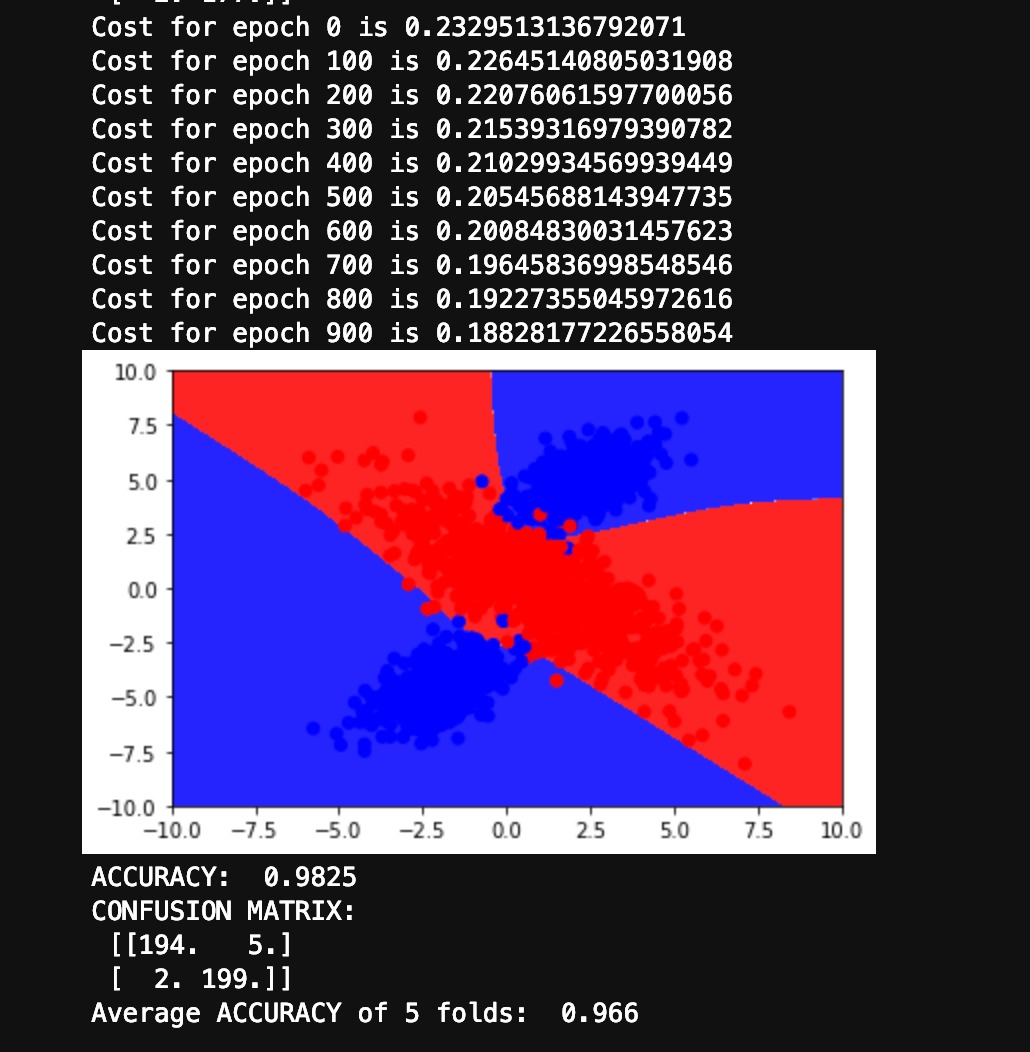 Cost for epoch 0 is 0.2329513136792071
Cost for epoch 100 is 0.22645140805031908
Cost for epoch 200 is 0.22076061597700056
Cost for epoch 300 is 0.21539316979390782
Cost for epoch 400 is 0.21029934569939449
Cost for epoch 500 is 0.20545688143947735
Cost for epoch 600 is 0.20084830031457623
Cost for epoch 700 is 0.19645836998548546
Cost for epoch 800 is 0.19227355045972616
Cost for epoch 900 is 0.18828177226558054
10.0
7.5
5.0
2.5
0.0
−2.5
−5.0
−7.5
−10.0
−10.0 −7.5 −5.0 −2.5 0.0 2.5 5.0 7.5 10.0
ACCURACY:  0.9825
CONFUSION MATRIX:
[[194.   5.]
[  2. 199.]]
Average ACCURACY of 5 folds:  0.966